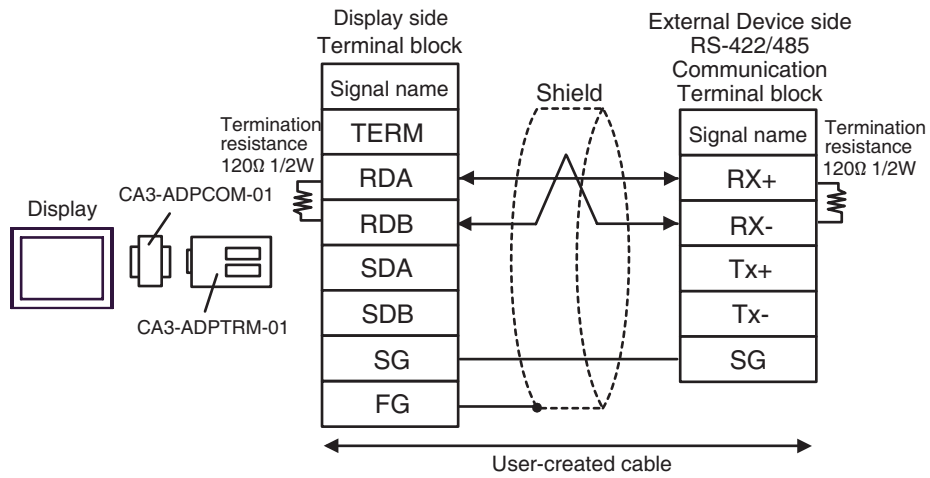 Display side
Terminal block
External Device side
RS-422/485
Communication
Terminal block
Signal name
Shield
Signal name
Termination
resistance
120Ω 1/2W
TERM
Termination
resistance
120Ω 1/2W
RDA
RX+
Display
CA3-ADPCOM-01
RDB
RX-
SDA
Tx+
CA3-ADPTRM-01
SDB
Tx-
SG
SG
FG
User-created cable